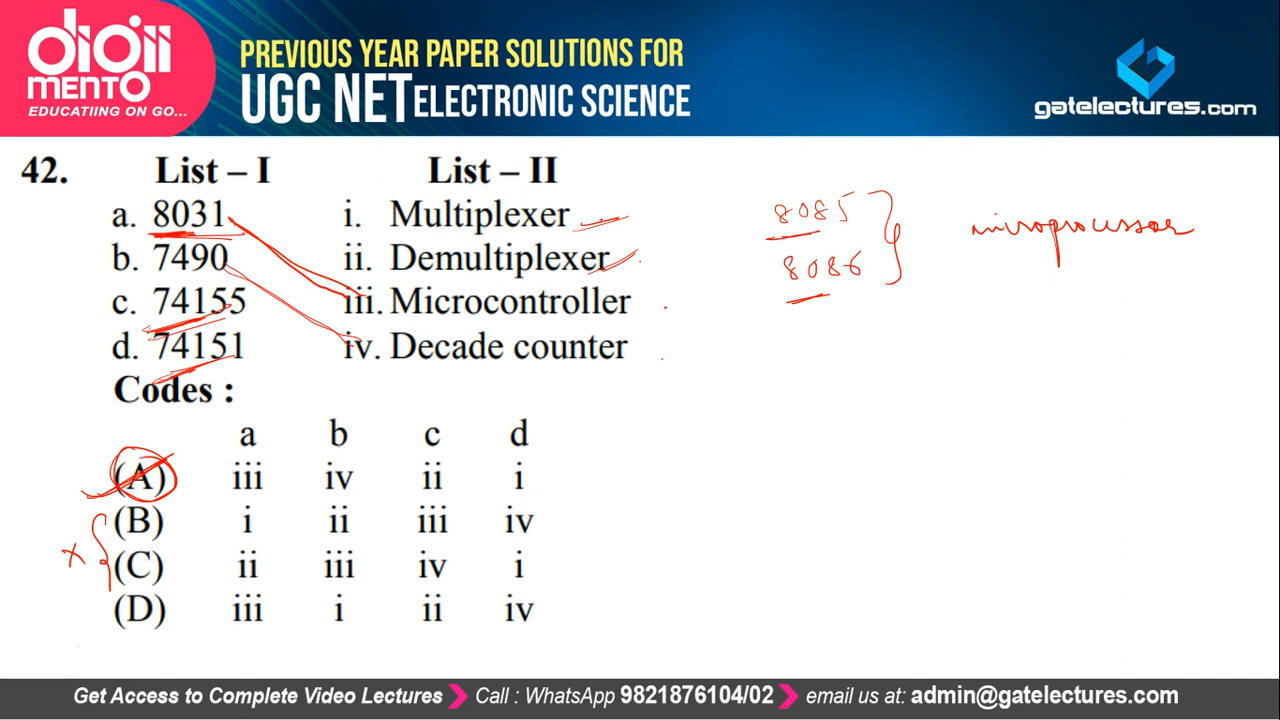 digii
MENTO
EDUCATIING ON GO...
PREVIOUS YEAR PAPER SOLUTIONS FOR
UGC NET ELECTRONIC SCIENCE
gatelectures.com
42. List – I List – II
a. 8031 i. Multiplexer
b. 7490 ii. Demultiplexer
c. 74155 iii. Microcontroller
d. 74151 iv. Decade counter
8085
8086
microprocessor
Codes :
a b c d
(A) iii iv ii i
(B) i ii iii iv
(C) ii iii iv i
(D) iii i ii iv
Get Access to Complete Video Lectures Call : WhatsApp 9821876104/02 email us at: admin@gatelectures.com